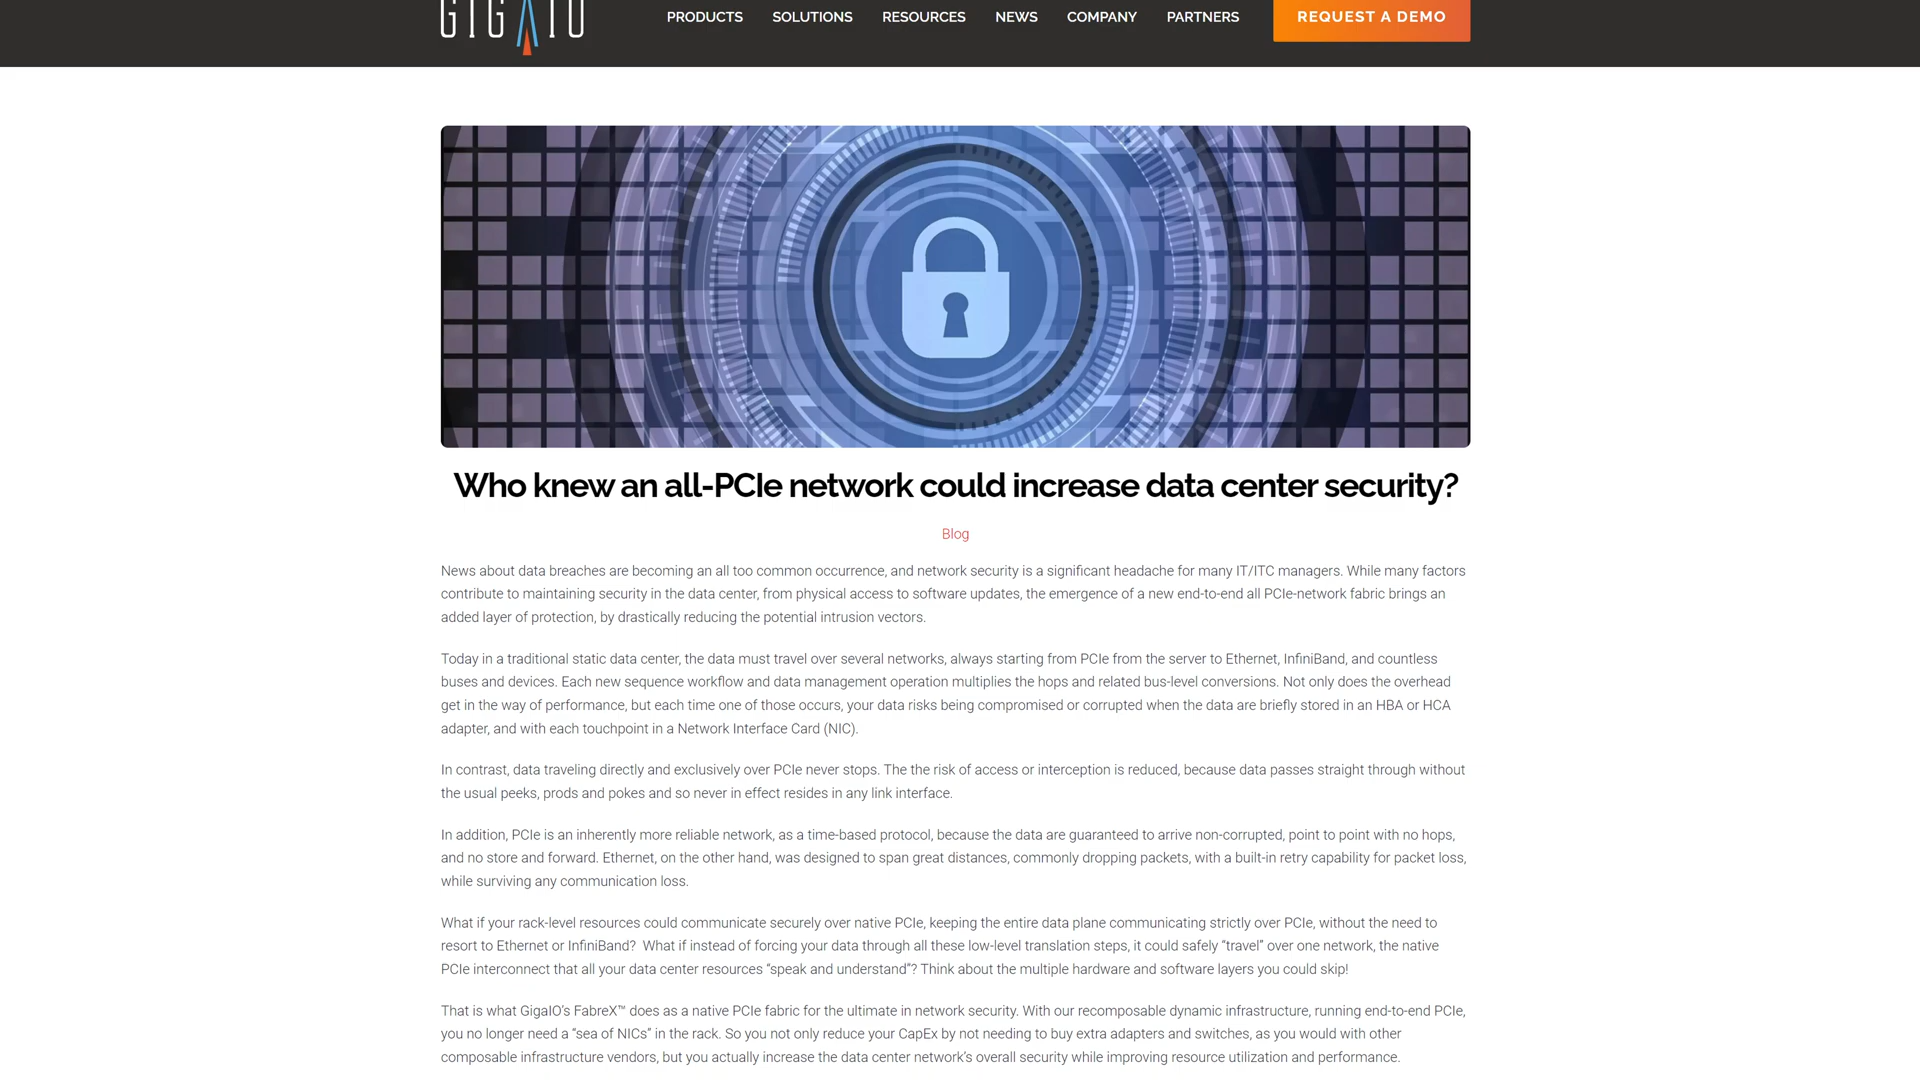 GIGAIO
PRODUCTS SOLUTIONS RESOURCES NEWS COMPANY PARTNERS REQUEST A DEMO
Who knew an all-PCIe network could increase data center security?
Blog
News about data breaches are becoming an all too common occurrence, and network security is a significant headache for many IT/ITC managers. While many factors
contribute to maintaining security in the data center, from physical access to software updates, the emergence of a new end-to-end all PCIe-network fabric brings an
added layer of protection, by drastically reducing the potential intrusion vectors.
Today in a traditional static data center, the data must travel over several networks, always starting from PCIe from the server to Ethernet, InfiniBand, and countless
buses and devices. Each new sequence workflow and data management operation multiplies the hops and related bus-level conversions. Not only does the overhead
get in the way of performance, but each time one of those occurs, your data risks being compromised or corrupted when the data are briefly stored in an HBA or HCA
adapter, and with each touchpoint in a Network Interface Card (NIC).
In contrast, data traveling directly and exclusively over PCIe never stops. The the risk of access or interception is reduced, because data passes straight through without
the usual peeks, prods and pokes and so never in effect resides in any link interface.
In addition, PCIe is an inherently more reliable network, as a time-based protocol, because the data are guaranteed to arrive non-corrupted, point to point with no hops,
and no store and forward. Ethernet, on the other hand, was designed to span great distances, commonly dropping packets, with a built-in retry capability for packet loss,
while surviving any communication loss.
What if your rack-level resources could communicate securely over native PCIe, keeping the entire data plane communicating strictly over PCIe, without the need to
resort to Ethernet or InfiniBand?  What if instead of forcing your data through all these low-level translation steps, it could safely “travel” over one network, the native
PCIe interconnect that all your data center resources “speak and understand”? Think about the multiple hardware and software layers you could skip!
That is what GigaIO’s FabreX™ does as a native PCIe fabric for the ultimate in network security. With our recomposable dynamic infrastructure, running end-to-end PCIe,
you no longer need a “sea of NICs” in the rack. So you not only reduce your CapEx by not needing to buy extra adapters and switches, as you would with other
composable infrastructure vendors, but you actually increase the data center network’s overall security while improving resource utilization and performance.